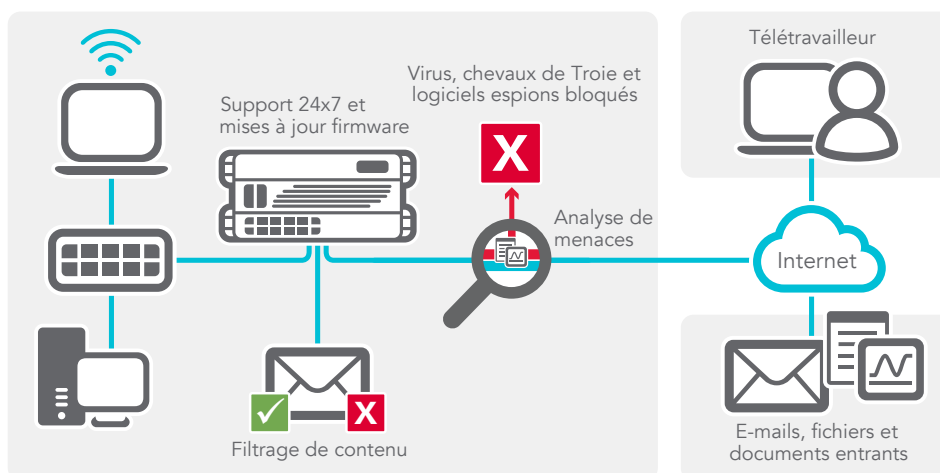 Support 24x7 et
mises à jour firmware
Virus, chevaux de Troie et
logiciels espions bloqués
X
Analyse de
menaces
✓ X
Filtrage de contenu
Télétravailleur
Internet
E-mails, fichiers et
documents entrants